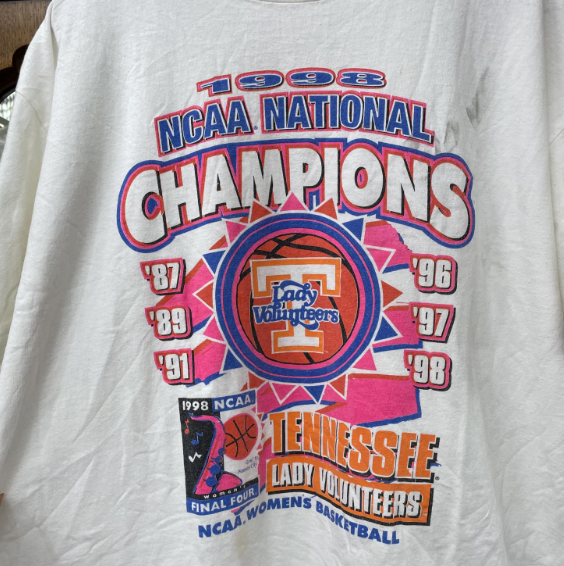 1998
NCAA NATIONAL
CHAMPIONS
'87
'89
'91
'96
'97
'98
T
Lady
Volunteers
1998 NCAA
women's
FINAL FOUR
TENNESSEE
LADY VOLUNTEERS
NCAA WOMEN'S BASKETBALL